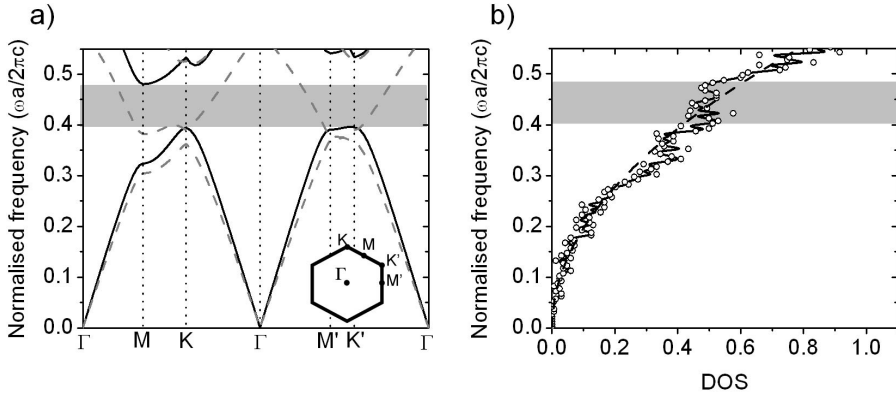 a)
Normalised frequency (ωa/2πc)
0.5
0.4
0.3
0.2
0.1
0.0
Γ M K Γ M' K' Γ
K
M
K'
Γ
M'
b)
Normalised frequency (ωa/2πc)
0.5
0.4
0.3
0.2
0.1
0.0
0.0 0.2 0.4 0.6 0.8 1.0
DOS